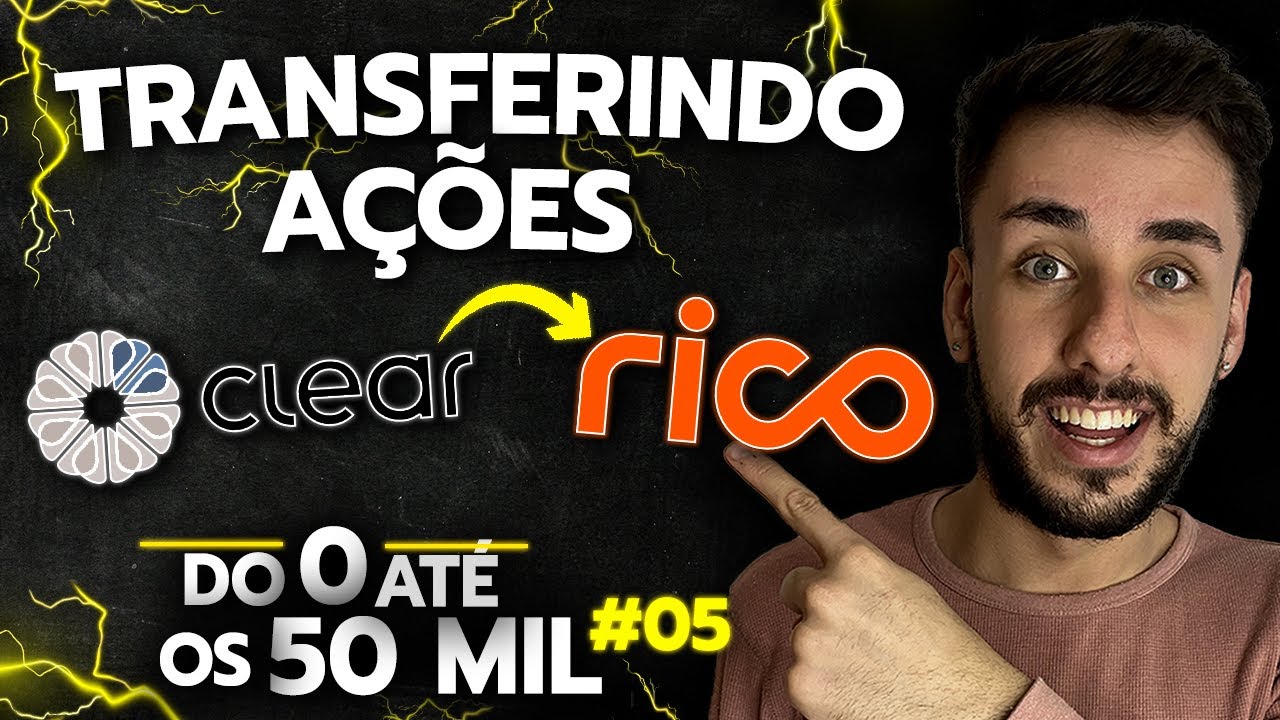 TRANSFERINDO
AÇÕES
clear
rico
DO 0 ATÉ
OS 50 MIL #05